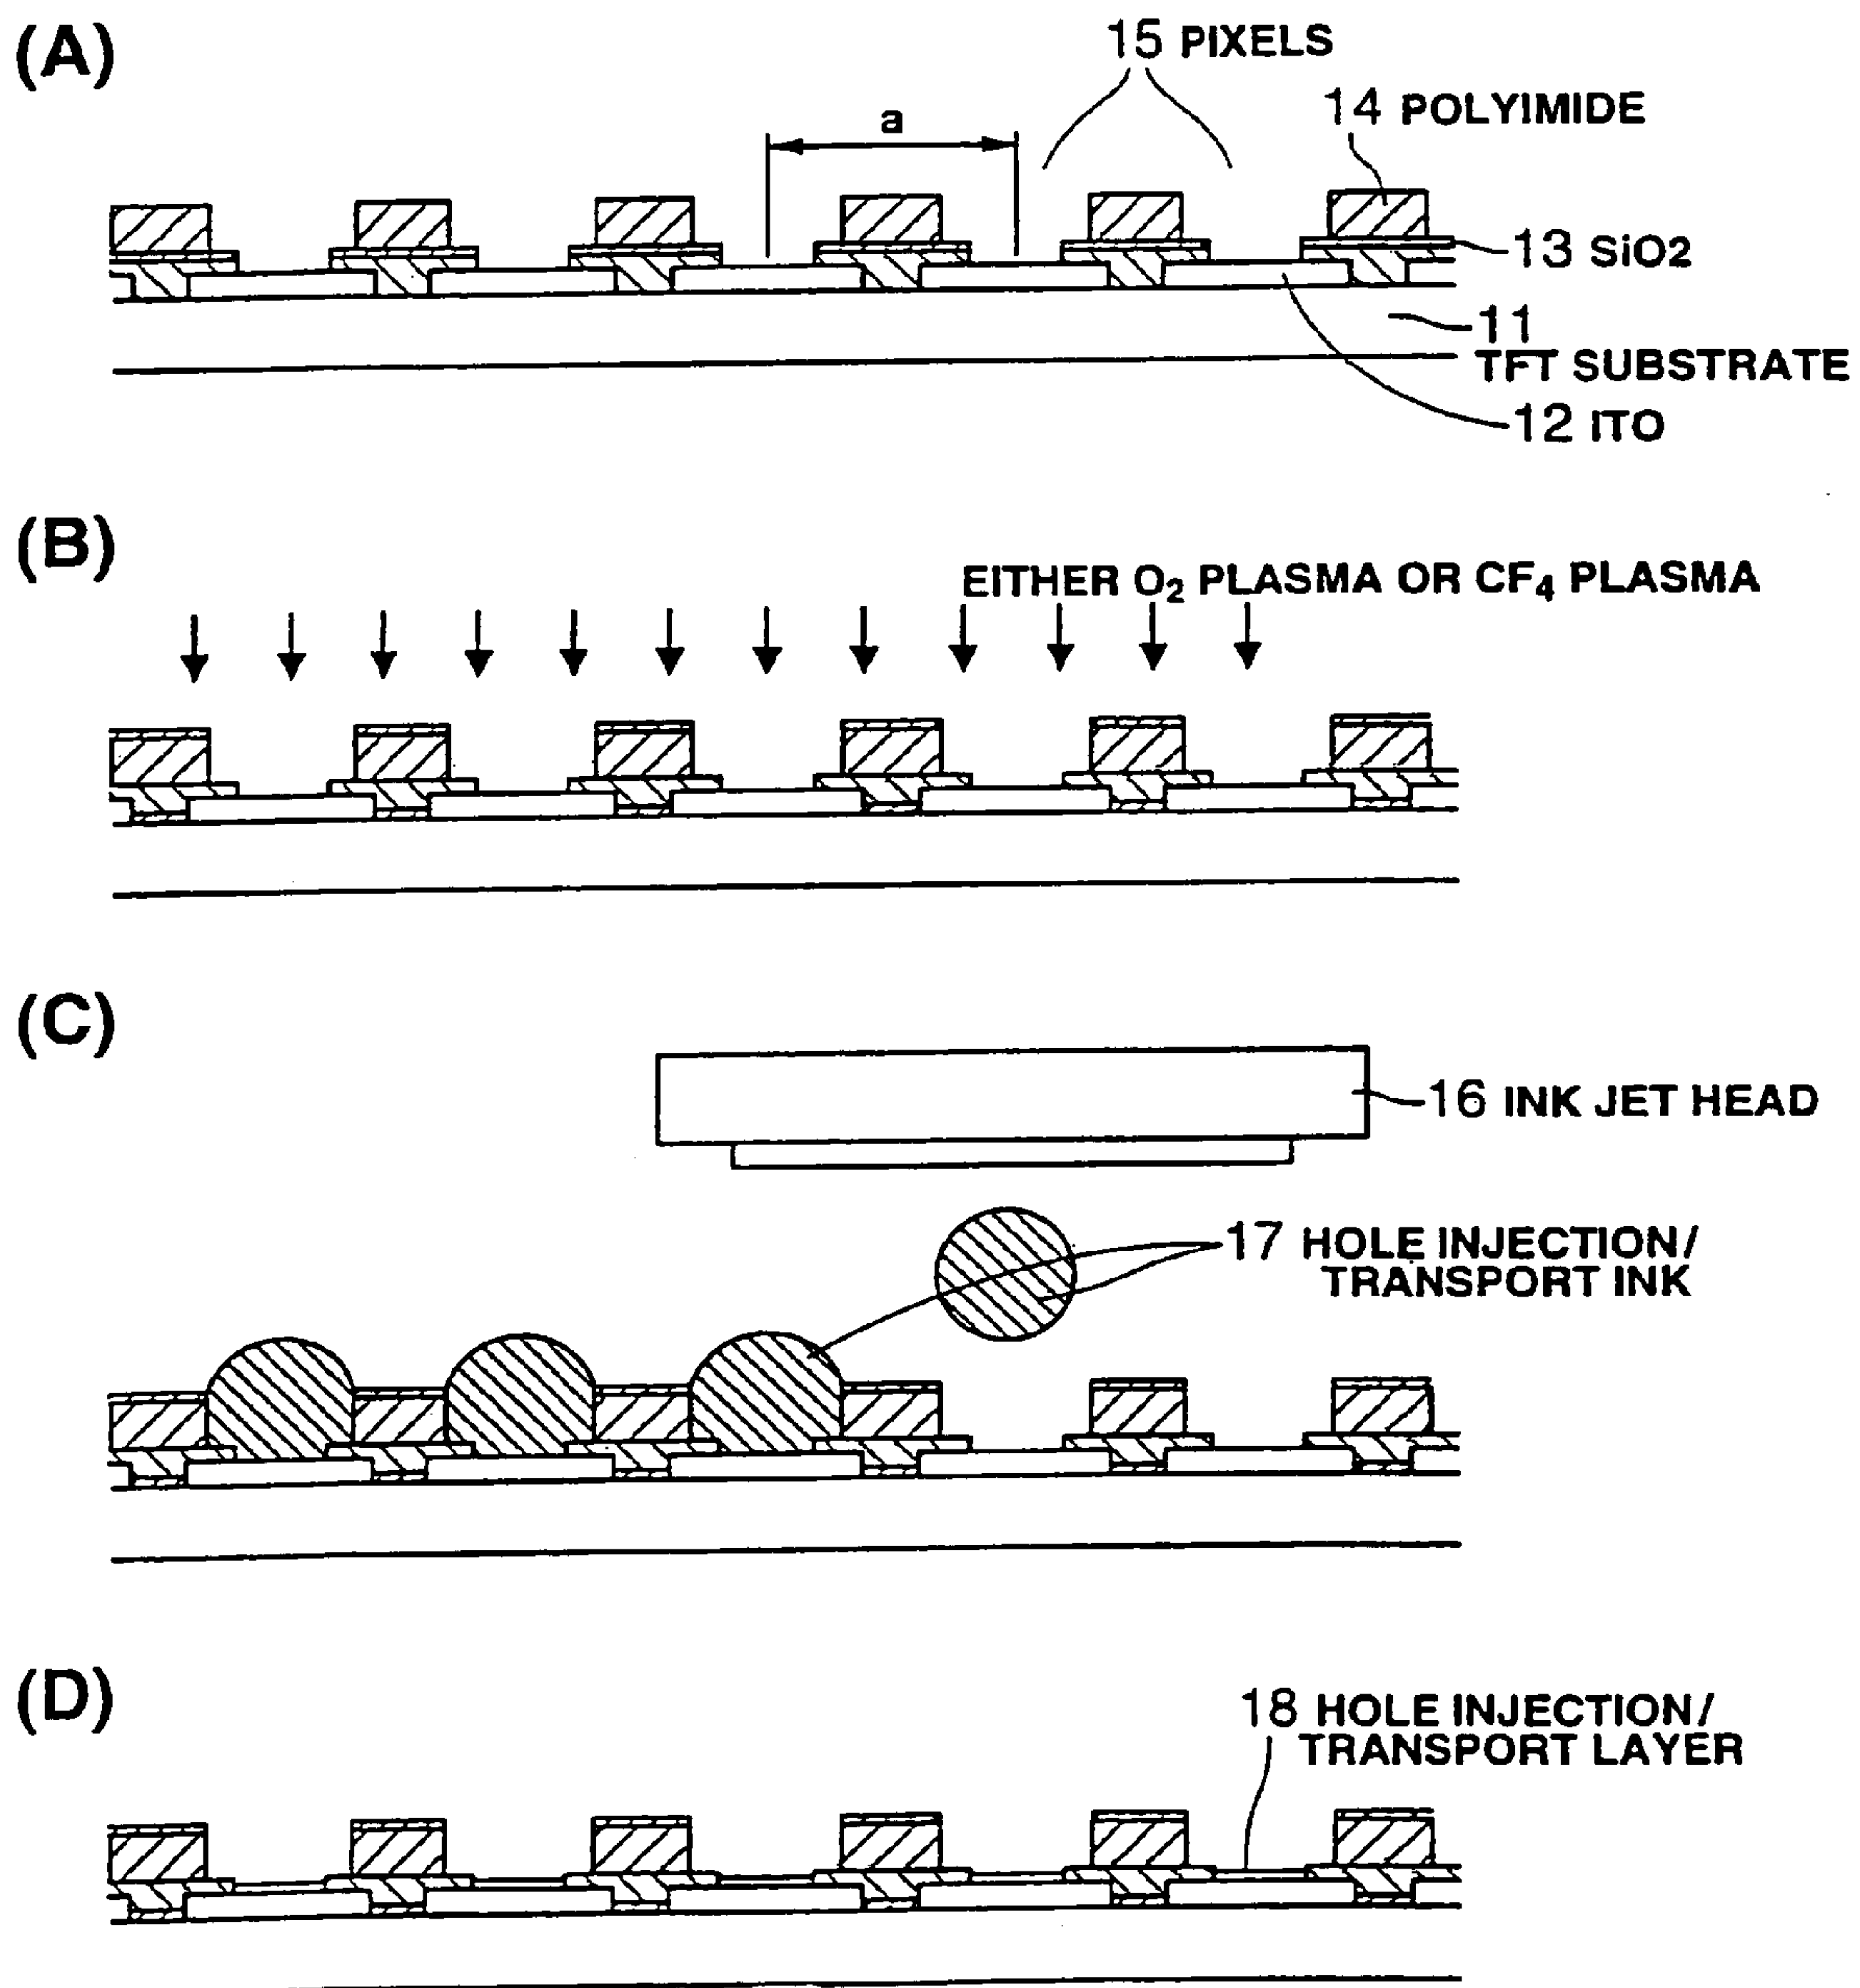 (A)
15 PIXELS
14 POLYIMIDE
a
13 SiO2
11
TFT SUBSTRATE
12 ITO
(B)
EITHER O₂ PLASMA OR CF₄ PLASMA
(C)
16 INK JET HEAD
17 HOLE INJECTION/
TRANSPORT INK
(D)
18 HOLE INJECTION/
TRANSPORT LAYER